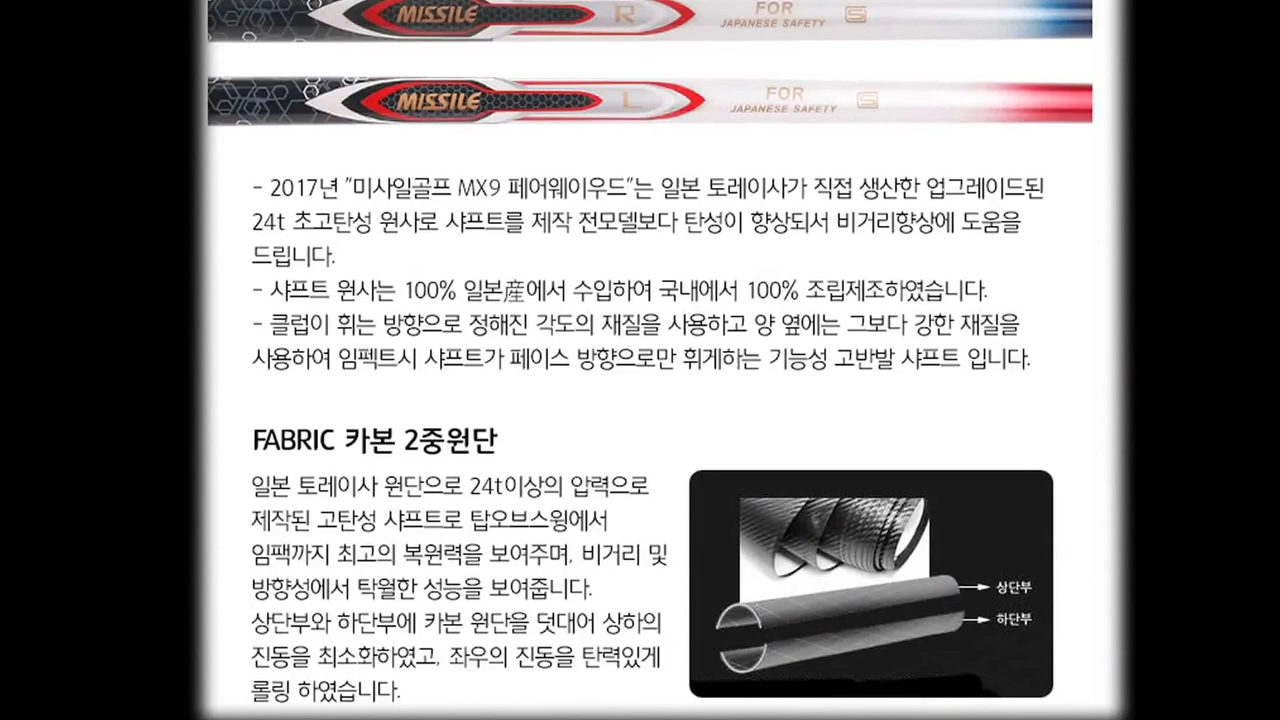 MISSILE R FOR JAPANESE SAFETY S
MISSILE L FOR JAPANESE SAFETY S
- 2017년 "미사일골프 MX9 페어웨이우드"는 일본 토레이사가 직접 생산한 업그레이드된
24t 초고탄성 원사로 샤프트를 제작 전모델보다 탄성이 향상되서 비거리향상에 도움을
드립니다.
- 샤프트 원사는 100% 일본産에서 수입하여 국내에서 100% 조립제조하였습니다.
- 클럽이 휘는 방향으로 정해진 각도의 재질을 사용하고 양 옆에는 그보다 강한 재질을
사용하여 임펙트시 샤프트가 페이스 방향으로만 휘게하는 기능성 고반발 샤프트 입니다.
FABRIC 카본 2중원단
일본 토레이사 원단으로 24t이상의 압력으로
제작된 고탄성 샤프트로 탑오브스윙에서
임팩까지 최고의 복원력을 보여주며, 비거리 및
방향성에서 탁월한 성능을 보여줍니다.
상단부와 하단부에 카본 원단을 덧대어 상하의
진동을 최소화하였고, 좌우의 진동을 탄력있게
롤링 하였습니다.
상단부
하단부